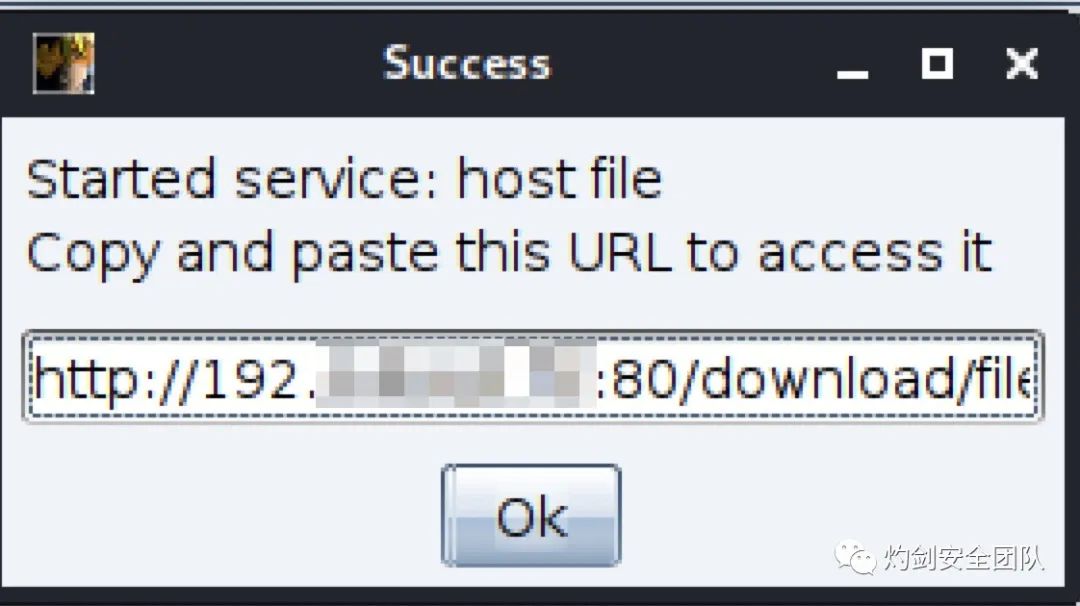 Success
Started service: host file
Copy and paste this URL to access it
http://192. :80/download/file
Ok
灼剑安全团队